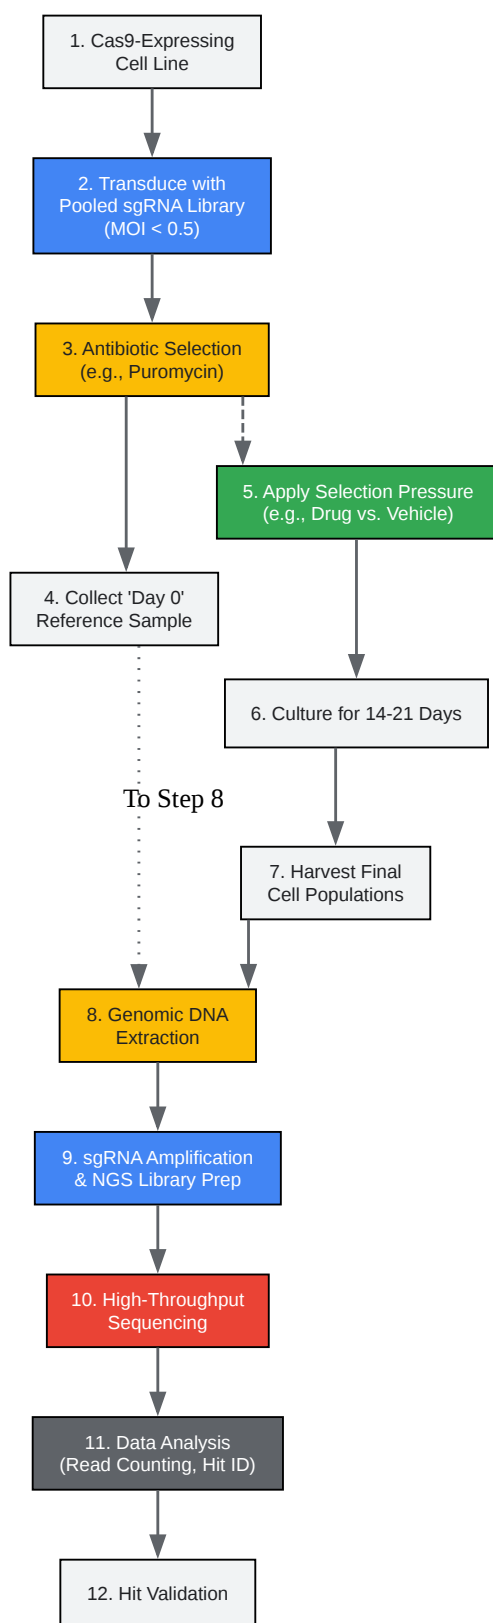 1. Cas9-Expressing
Cell Line
2. Transduce with
Pooled sgRNA Library
(MOI < 0.5)
3. Antibiotic Selection
(e.g., Puromycin)
5. Apply Selection Pressure
(e.g., Drug vs. Vehicle)
4. Collect 'Day 0'
Reference Sample
6. Culture for 14-21 Days
To Step 8
7. Harvest Final
Cell Populations
8. Genomic DNA
Extraction
9. sgRNA Amplification
& NGS Library Prep
10. High-Throughput
Sequencing
11. Data Analysis
(Read Counting, Hit ID)
12. Hit Validation